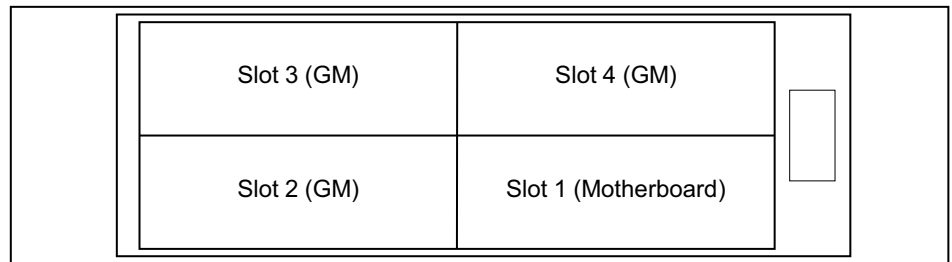 Slot 3 (GM)
Slot 4 (GM)
Slot 2 (GM)
Slot 1 (Motherboard)